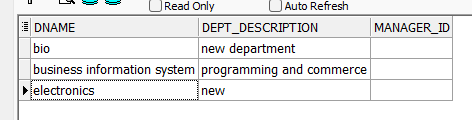 Read Only Auto Refresh
DNAME DEPT_DESCRIPTION MANAGER_ID
bio new department
business information system programming and commerce
electronics new